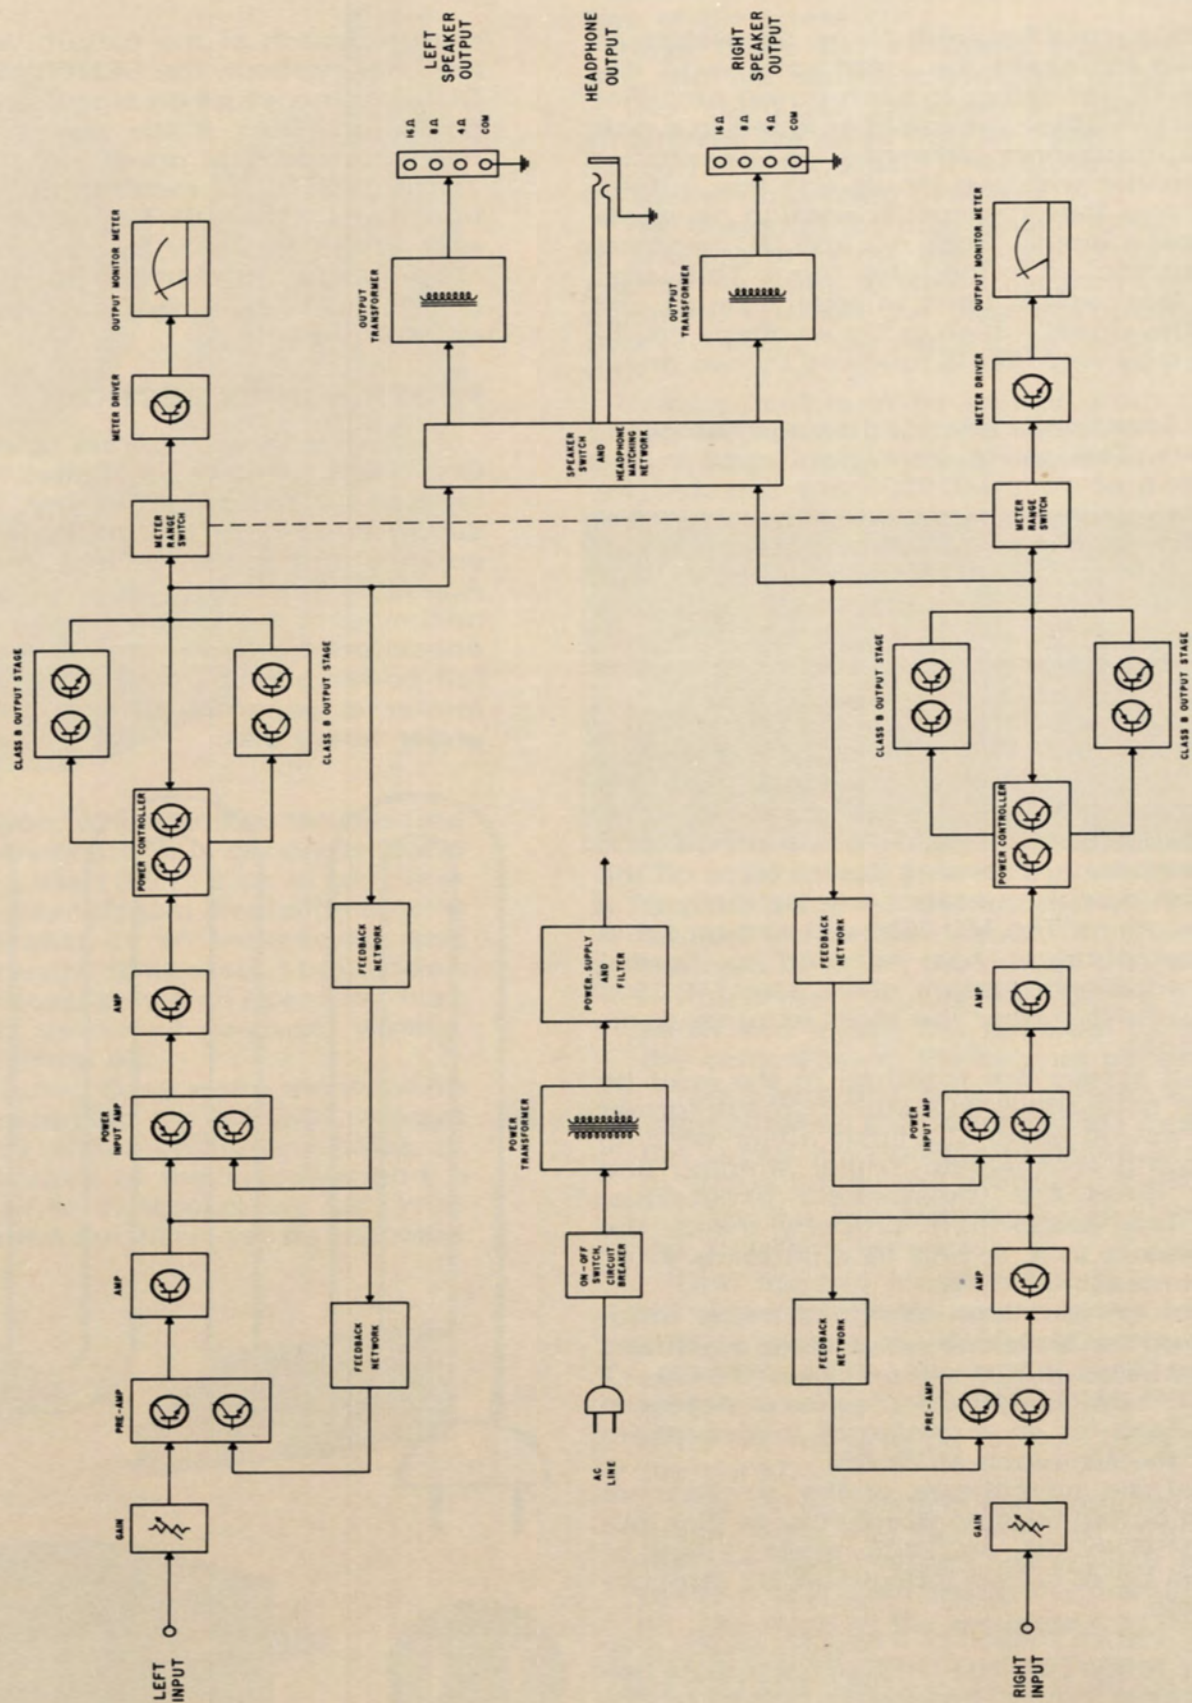 LEFT
INPUT
GAIN
PRE-AMP
AMP
FEEDBACK
NETWORK
POWER
INPUT AMP
AMP
FEEDBACK
NETWORK
POWER CONTROLLER
CLASS B OUTPUT STAGE
CLASS B OUTPUT STAGE
METER
RANGE
SWITCH
METER DRIVER
OUTPUT MONITOR METER
OUTPUT
TRANSFORMER
16Ω
8Ω
4Ω
COM
LEFT
SPEAKER
OUTPUT
AC
LINE
ON-OFF
SWITCH,
CIRCUIT
BREAKER
POWER
TRANSFORMER
POWER SUPPLY
AND
FILTER
SPEAKER
SWITCH
AND
HEADPHONE
MATCHING
NETWORK
HEADPHONE
OUTPUT
OUTPUT
TRANSFORMER
16Ω
8Ω
4Ω
COM
RIGHT
SPEAKER
OUTPUT
RIGHT
INPUT
GAIN
PRE-AMP
AMP
FEEDBACK
NETWORK
POWER
INPUT AMP
AMP
FEEDBACK
NETWORK
POWER CONTROLLER
CLASS B OUTPUT STAGE
CLASS B OUTPUT STAGE
METER
RANGE
SWITCH
METER DRIVER
OUTPUT MONITOR METER